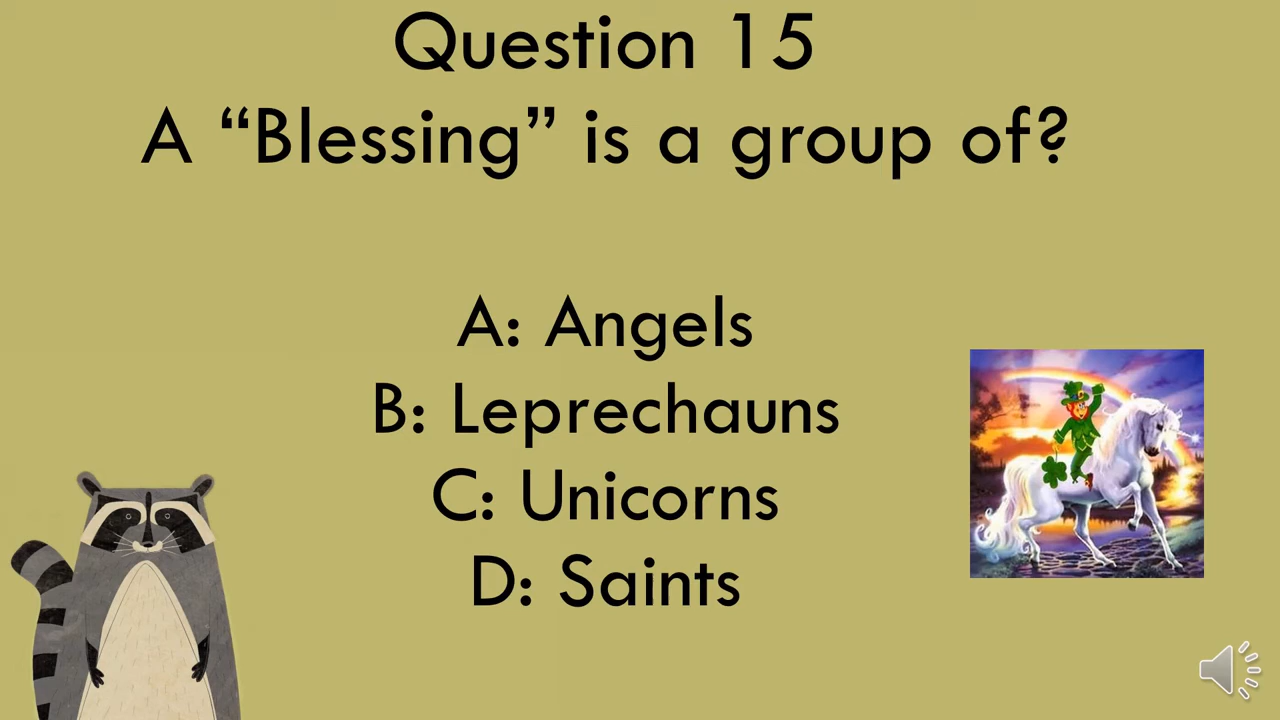 Question 15
A “Blessing” is a group of?
A: Angels
B: Leprechauns
C: Unicorns
D: Saints